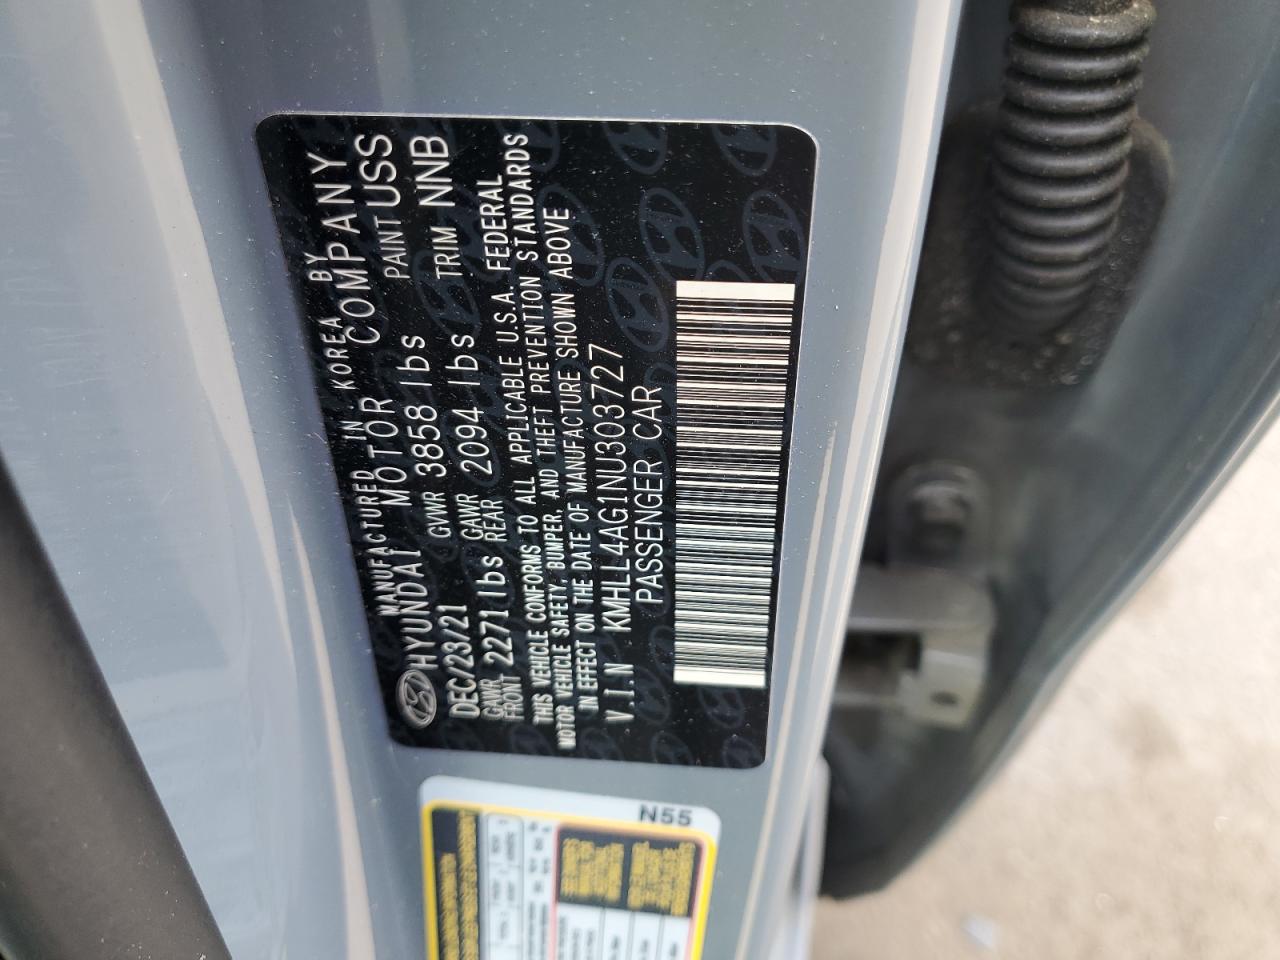 MANUFACTURED IN KOREA BY
HYUNDAI MOTOR COMPANY
DEC/23/21 GVWR 3858 lbs PAINT USS
GAWR FRONT 2271 lbs GAWR REAR 2094 lbs TRIM NNB
THIS VEHICLE CONFORMS TO ALL APPLICABLE U.S.A. FEDERAL
MOTOR VEHICLE SAFETY, BUMPER, AND THEFT PREVENTION STANDARDS
IN EFFECT ON THE DATE OF MANUFACTURE SHOWN ABOVE
V.I.N KMHLL4AG1NU303727
PASSENGER CAR
N55